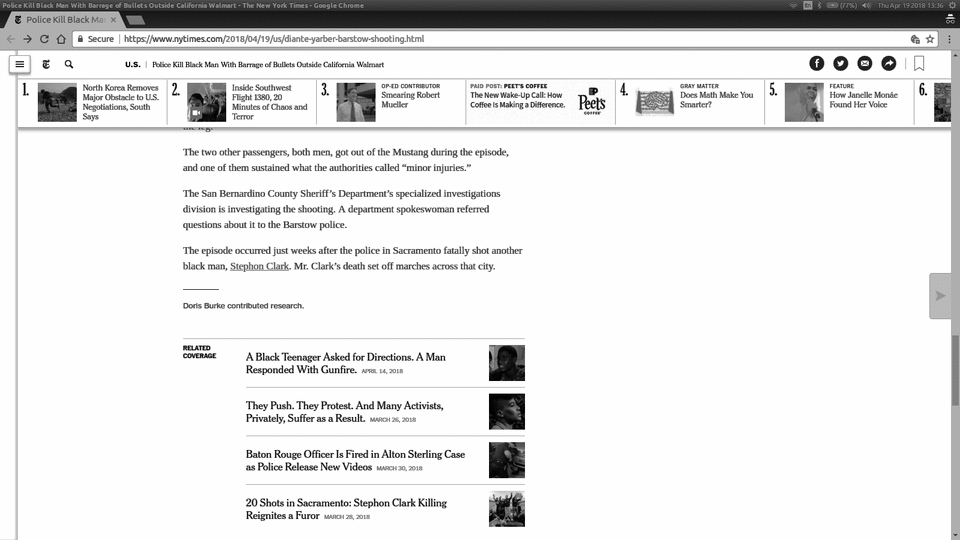 Police Kill Black Man With Barrage of Bullets Outside California Walmart - The New York Times - Google Chrome
En
(77%)
Thu Apr 19 2018 13:36
Police Kill Black Man
Secure
https://www.nytimes.com/2018/04/19/us/diante-yarber-barstow-shooting.html
U.S.
Police Kill Black Man With Barrage of Bullets Outside California Walmart
1.
North Korea Removes
Major Obstacle to U.S.
Negotiations, South
Says
2.
Inside Southwest
Flight 1380, 20
Minutes of Chaos and
Terror
3.
OP-ED CONTRIBUTOR
Smearing Robert
Mueller
PAID POST: PEET'S COFFEE
The New Wake-Up Call: How
Coffee Is Making a Difference.
Peet's
COFFEE
4.
GRAY MATTER
Does Math Make You
Smarter?
5.
FEATURE
How Janelle Monáe
Found Her Voice
6.
the leg.
The two other passengers, both men, got out of the Mustang during the episode,
and one of them sustained what the authorities called “minor injuries.”
The San Bernardino County Sheriff’s Department’s specialized investigations
division is investigating the shooting. A department spokeswoman referred
questions about it to the Barstow police.
The episode occurred just weeks after the police in Sacramento fatally shot another
black man, Stephon Clark. Mr. Clark’s death set off marches across that city.
Doris Burke contributed research.
RELATED
COVERAGE
A Black Teenager Asked for Directions. A Man
Responded With Gunfire. APRIL 14, 2018
They Push. They Protest. And Many Activists,
Privately, Suffer as a Result. MARCH 26, 2018
Baton Rouge Officer Is Fired in Alton Sterling Case
as Police Release New Videos MARCH 30, 2018
20 Shots in Sacramento: Stephon Clark Killing
Reignites a Furor MARCH 28, 2018